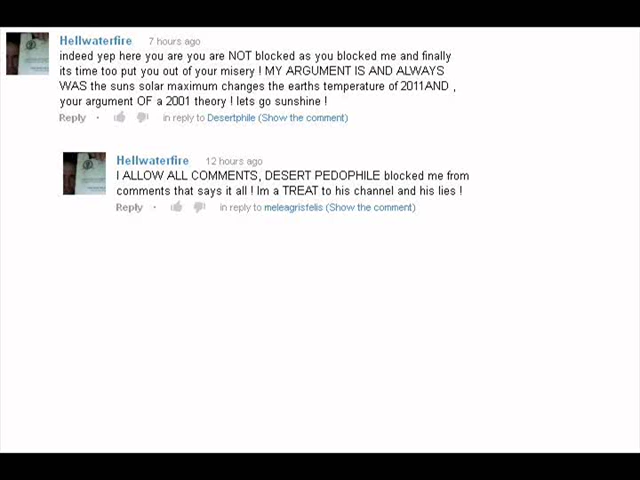 Hellwaterfire 7 hours ago
indeed yep here you are you are NOT blocked as you blocked me and finally
its time too put you out of your misery ! MY ARGUMENT IS AND ALWAYS
WAS the suns solar maximum changes the earths temperature of 2011AND ,
your argument OF a 2001 theory ! lets go sunshine !
Reply · in reply to Desertphile (Show the comment)
Hellwaterfire 12 hours ago
I ALLOW ALL COMMENTS, DESERT PEDOPHILE blocked me from
comments that says it all ! Im a TREAT to his channel and his lies !
Reply · in reply to meleagrisfelis (Show the comment)